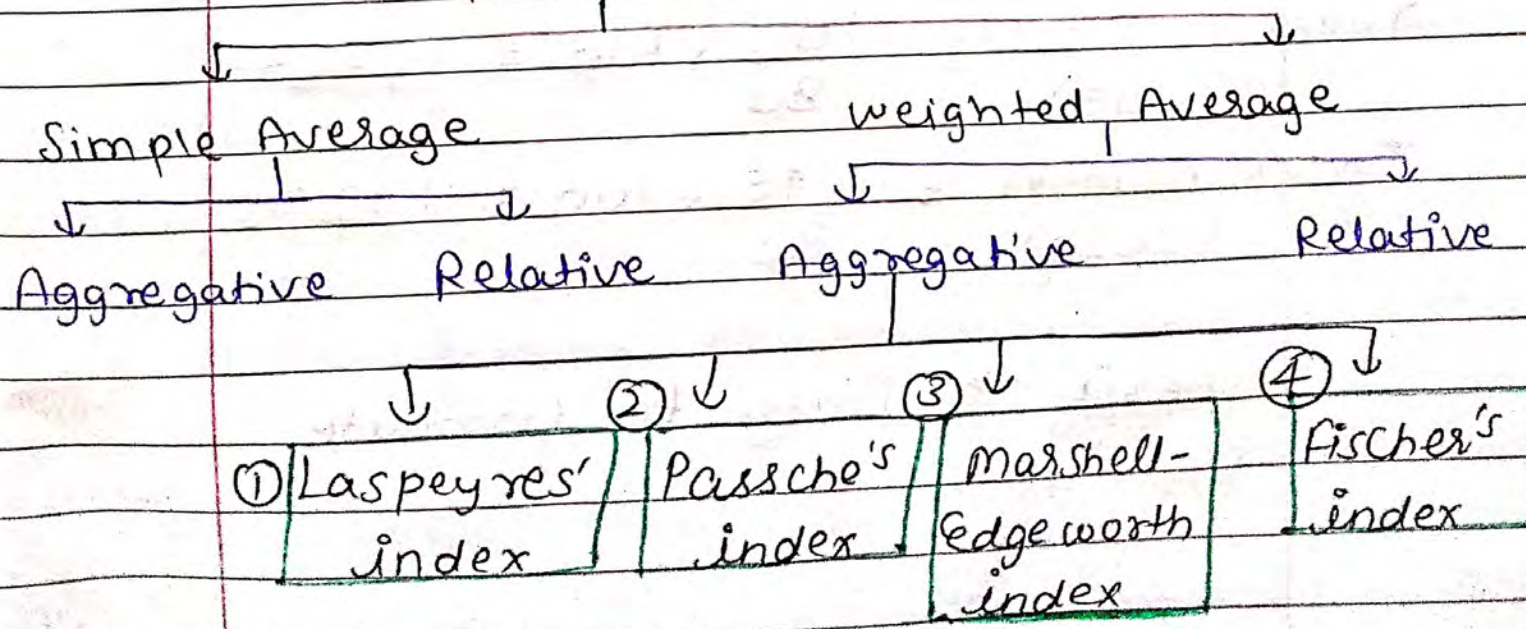 Simple Average
weighted Average
Aggregative Relative Aggregative Relative
① Laspeyres' index
② Passche's index
③ Marshell-
Edgeworth
index
④ Fischer's
index